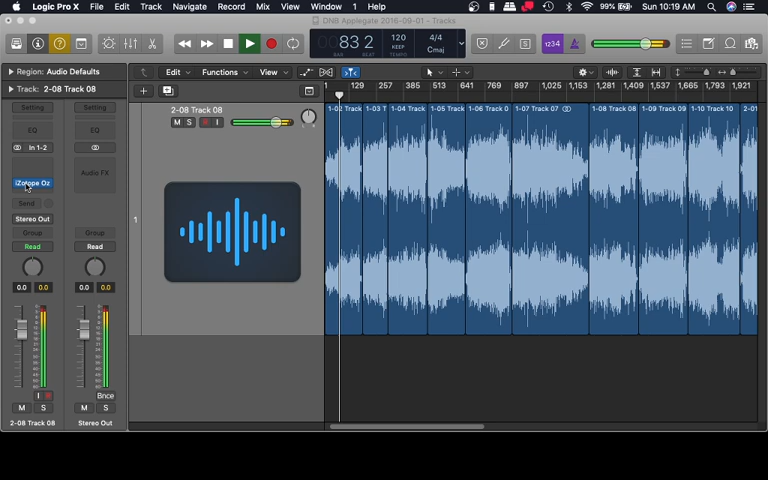 Logic Pro X File Edit Track Navigate Record Mix View Window 1 Help 99% Sun 10:19 AM
DNB Applegate 2016-09-01 - Tracks
0083 2 120 4/4
BAR BEAT KEEP TEMPO Cmaj
1234
Region: Audio Defaults
Edit Functions View
Track: 2-08 Track 08
1 129 257 385 513 641 769 897 1,025 1,153 1,281 1,409 1,537 1,665 1,793 1,921
Setting Setting
2-08 Track 08
M S R I
1-02 Track 1-03 T 1-04 Track 1-05 Track 1-06 Track 0 1-07 Track 07 1-08 Track 08 1-09 Track 09 1-10 Track 10 2-01
EQ EQ
In 1-2
Audio FX
iZotope Oz
Send
Stereo Out
Group Group
Read Read
1
0.0 0.0 0.0 0.0
I R Bnce
M S M S
2-08 Track 08 Stereo Out